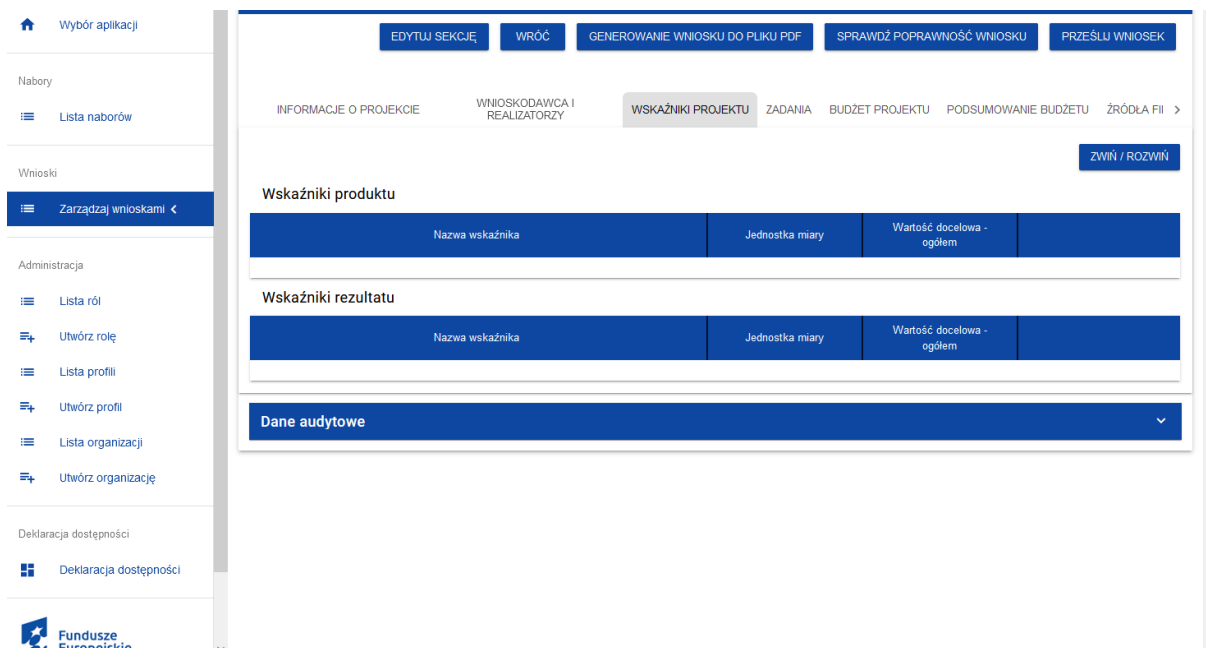 Wybór aplikacji
Nabory
Lista naborów
Wnioski
Zarządzaj wnioskami
Administracja
Lista ról
Utwórz rolę
Lista profili
Utwórz profil
Lista organizacji
Utwórz organizację
Deklaracja dostępności
Deklaracja dostępności
Fundusze
Europejskie
EDYTUJ SEKCJĘ
WRÓĆ
GENEROWANIE WNIOSKU DO PLIKU PDF
SPRAWDŹ POPRAWNOŚĆ WNIOSKU
PRZEŚLIJ WNIOSEK
INFORMACJE O PROJEKCIE
WNIOSKODAWCA I
REALIZATORZY
WSKAŹNIKI PROJEKTU
ZADANIA
BUDŻET PROJEKTU
PODSUMOWANIE BUDŻETU
ŹRÓDŁA FII
ZWIŃ / ROZWIŃ
Wskaźniki produktu
Nazwa wskaźnika
Jednostka miary
Wartość docelowa -
ogółem
Wskaźniki rezultatu
Nazwa wskaźnika
Jednostka miary
Wartość docelowa -
ogółem
Dane audytowe